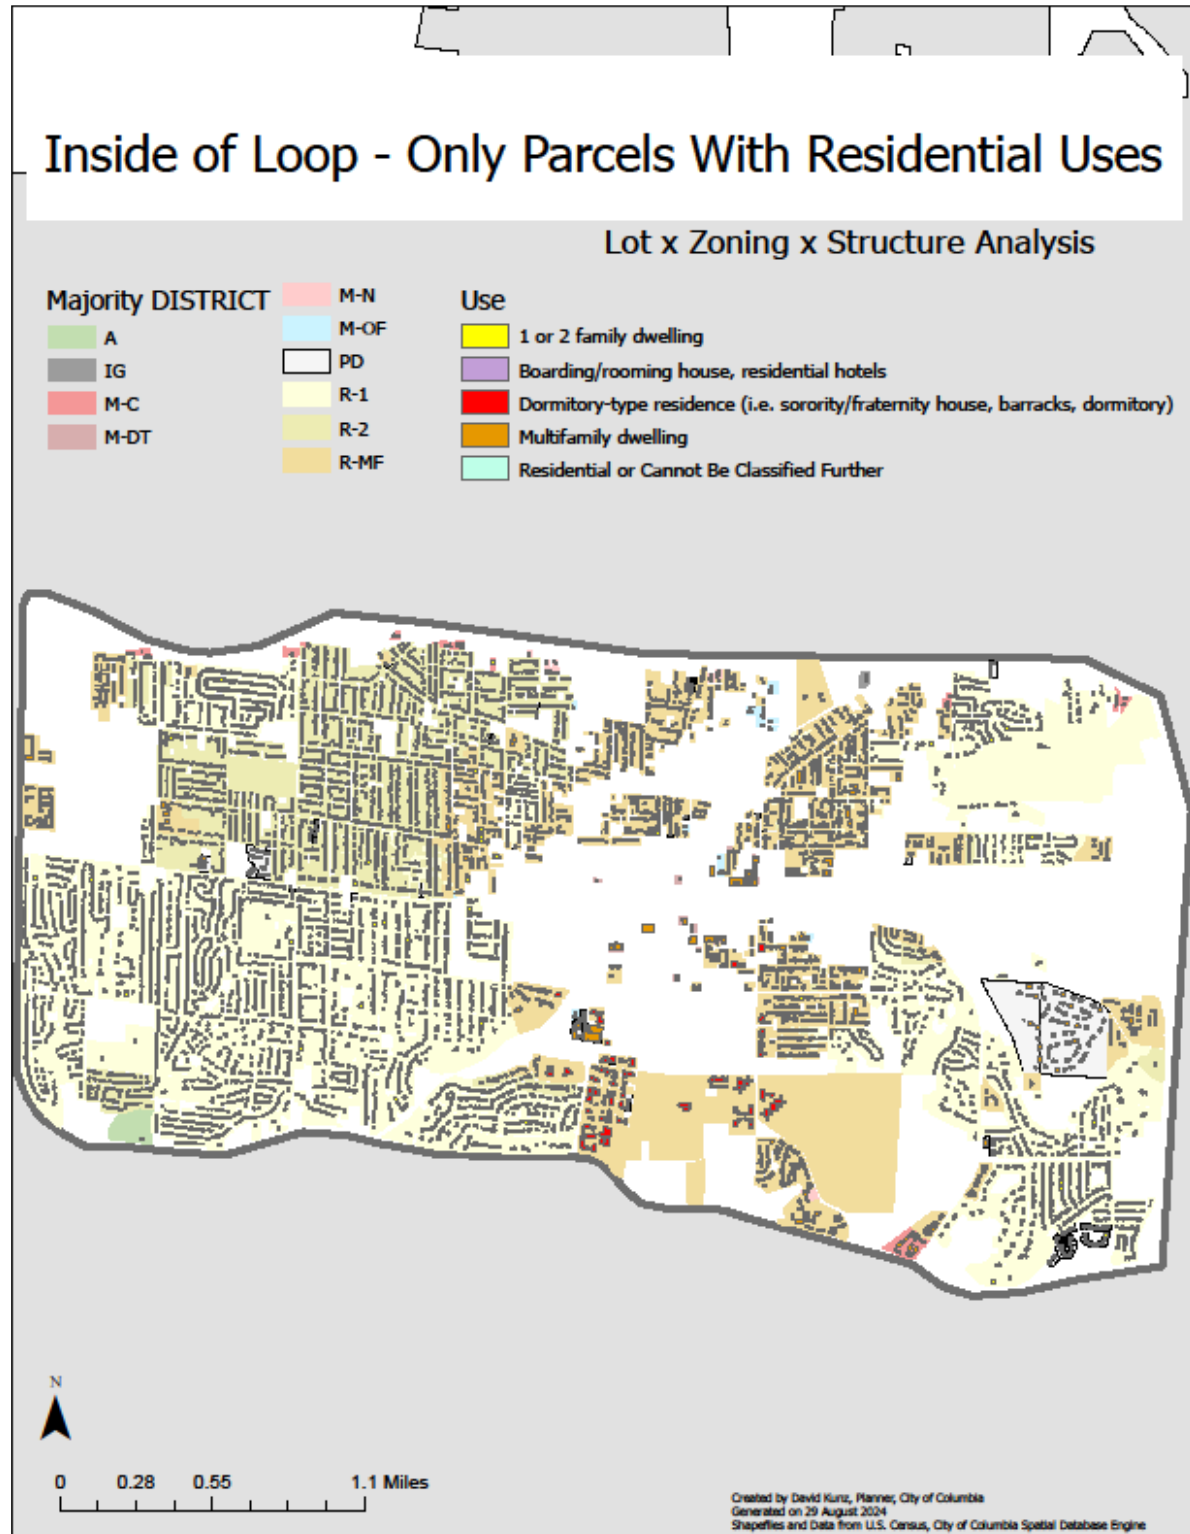 Inside of Loop - Only Parcels With Residential Uses
Lot x Zoning x Structure Analysis
Majority DISTRICT
A
IG
M-C
M-DT
M-N
M-OF
PD
R-1
R-2
R-MF
Use
1 or 2 family dwelling
Boarding/rooming house, residential hotels
Dormitory-type residence (i.e. sorority/fraternity house, barracks, dormitory)
Multifamily dwelling
Residential or Cannot Be Classified Further
N
0 0.28 0.55 1.1 Miles
Created by David Kunz, Planner, City of Columbia
Generated on 29 August 2024
Shapefiles and Data from U.S. Census, City of Columbia Spatial Database Engine